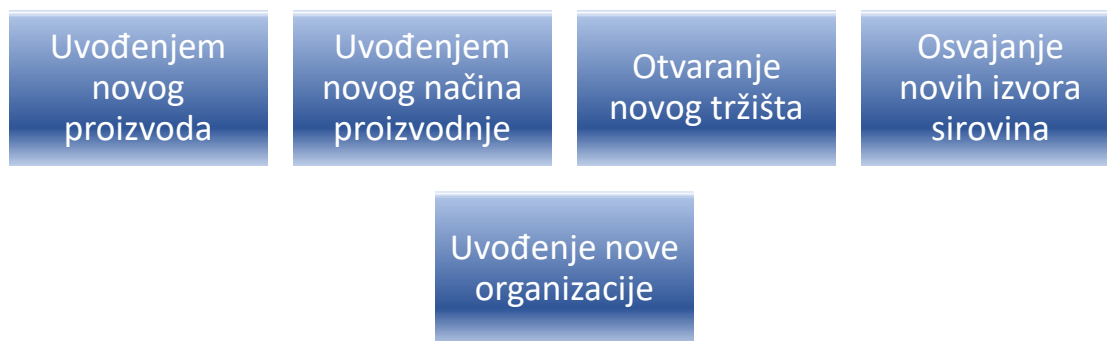 Uvođenjem
novog
proizvoda
Uvođenjem
novog načina
proizvodnje
Otvaranje
novog tržišta
Osvajanje
novih izvora
sirovina
Uvođenje nove
organizacije